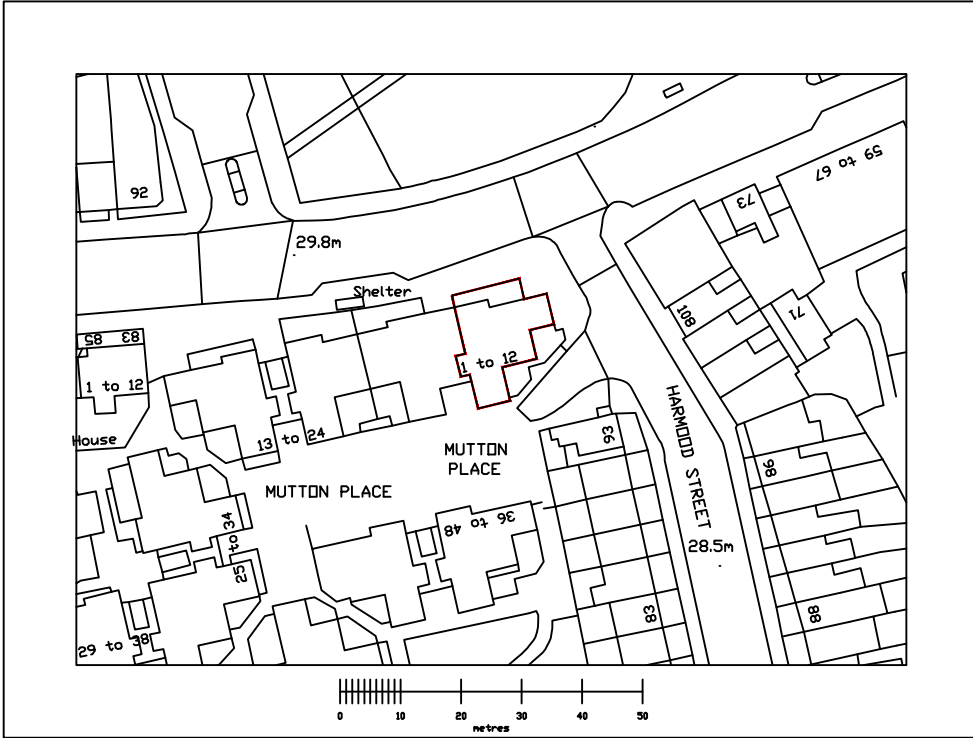 59 to 67
92
73
29.8m
Shelter
108
71
85 83
1 to 12
1 to 12
House
13 to 24
93
HARMOOD STREET
MUTTON
PLACE
98
MUTTON PLACE
36 to 48
25 to 34
28.5m
83
88
29 to 38
0 10 20 30 40 50
metres